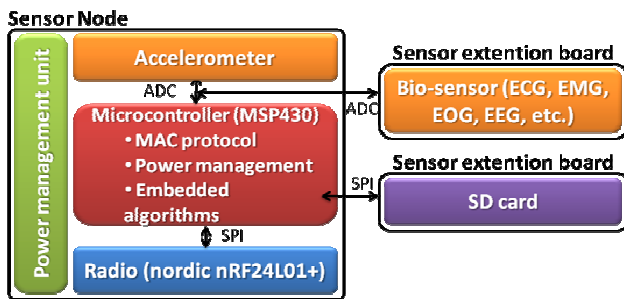 Sensor Node
Power management unit
Accelerometer
ADC
Microcontroller (MSP430)
• MAC protocol
• Power management
• Embedded
algorithms
SPI
Radio (nordic nRF24L01+)
Sensor extention board
ADC
Bio-sensor (ECG, EMG,
EOG, EEG, etc.)
Sensor extention board
SPI
SD card